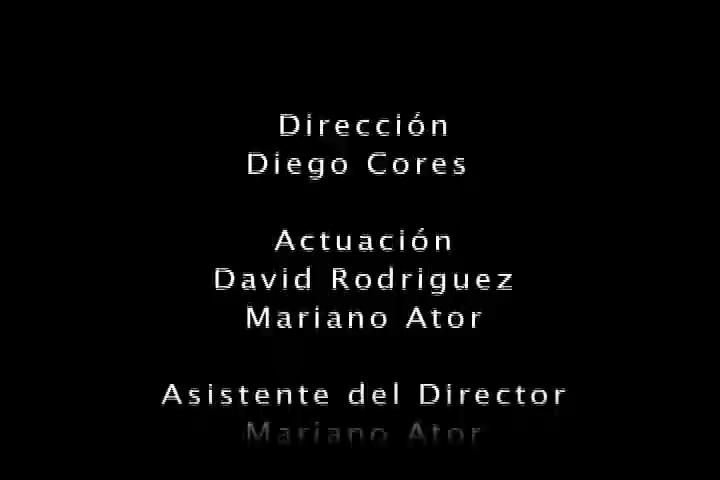 Dirección
Diego Cores
Actuación
David Rodriguez
Mariano Ator
Asistente del Director
Mariano Ator